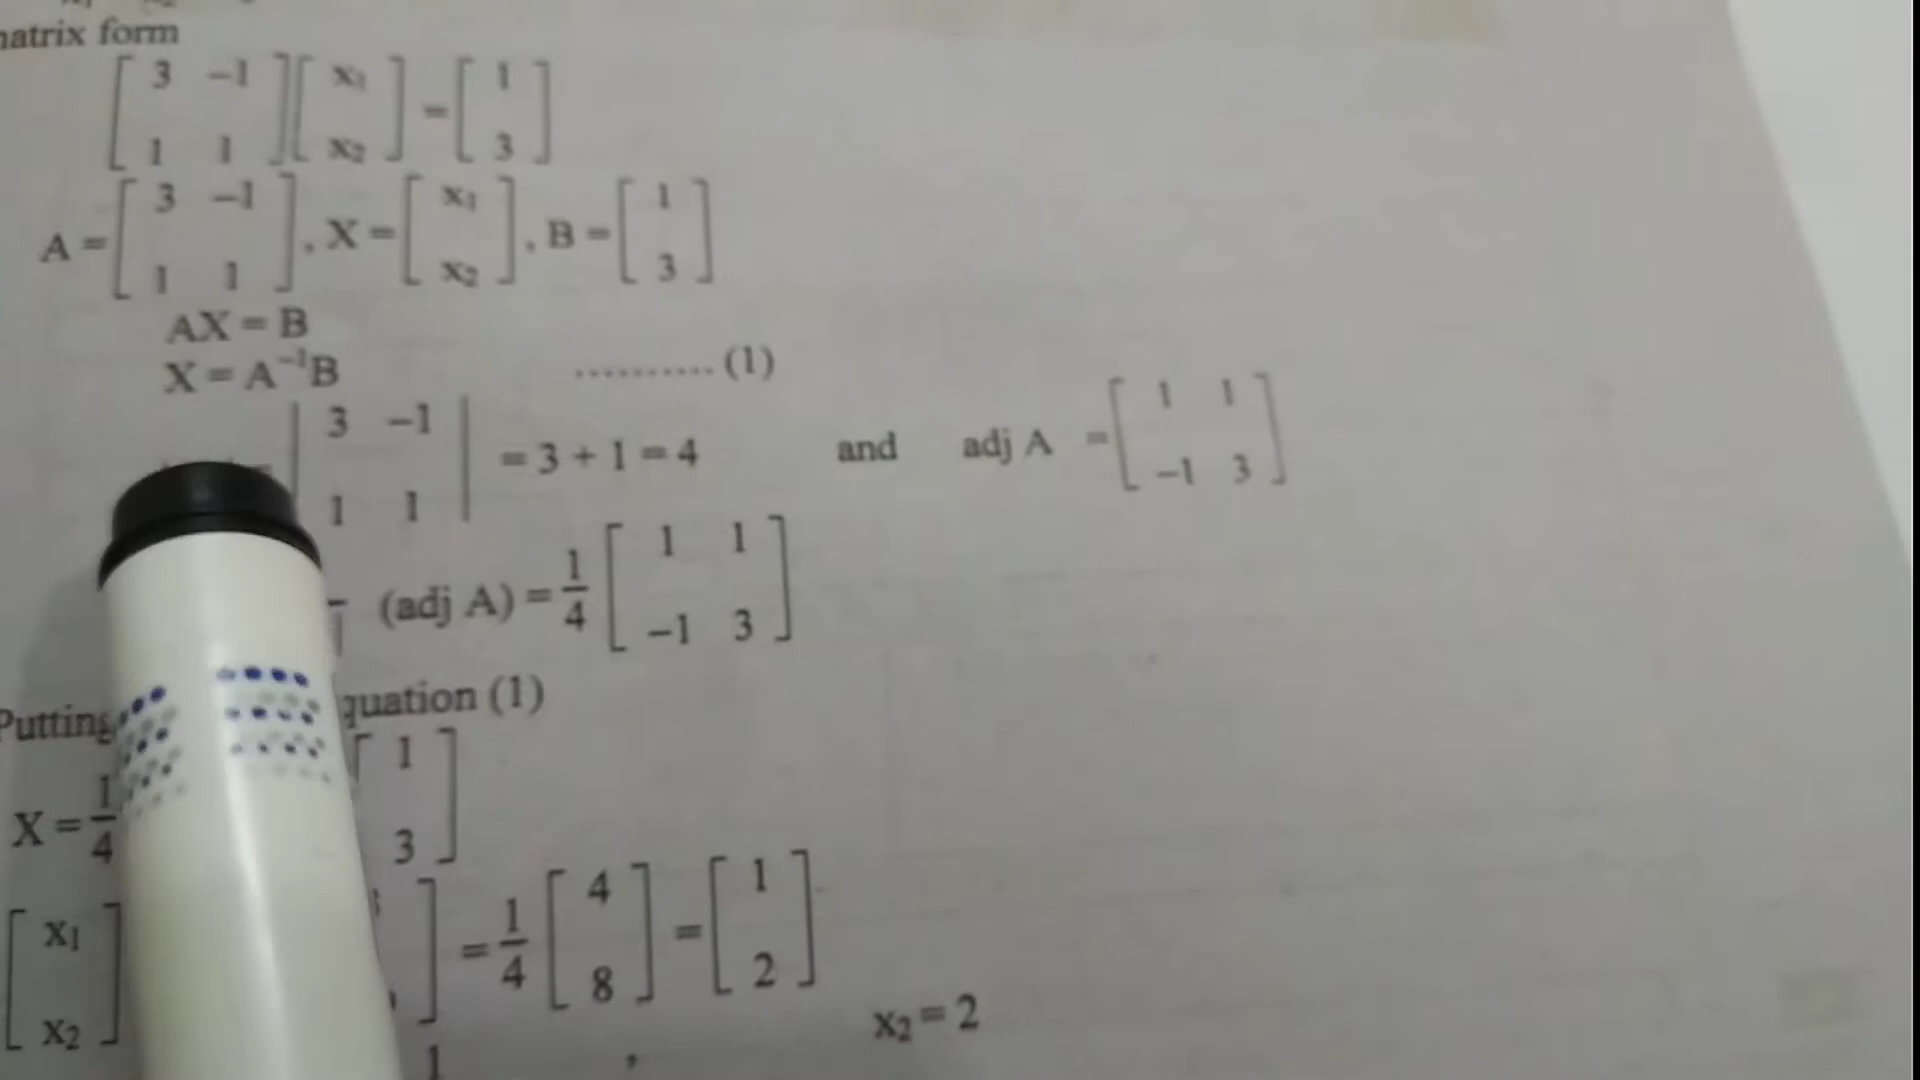 matrix form
[ 3 -1 ] [ x₁ ] = [ 1 ]
[ 1 1 ] [ x₂ ] [ 3 ]
A = [ 3 -1 ] , X = [ x₁ ] , B = [ 1 ]
[ 1 1 ] [ x₂ ] [ 3 ]
AX = B
X = A⁻¹B .......... (1)
= | 3 -1 | = 3 + 1 = 4 and adj A = [ 1 1 ]
| 1 1 | [ -1 3 ]
(adj A) = 1/4 [ 1 1 ]
[ -1 3 ]
Putting quation (1)
X = 1/4 [ 1 ]
[ 3 ]
[ x₁ ] ] = 1/4 [ 4 ] = [ 1 ]
[ x₂ ] ] [ 8 ] [ 2 ]
1 , x₂ = 2